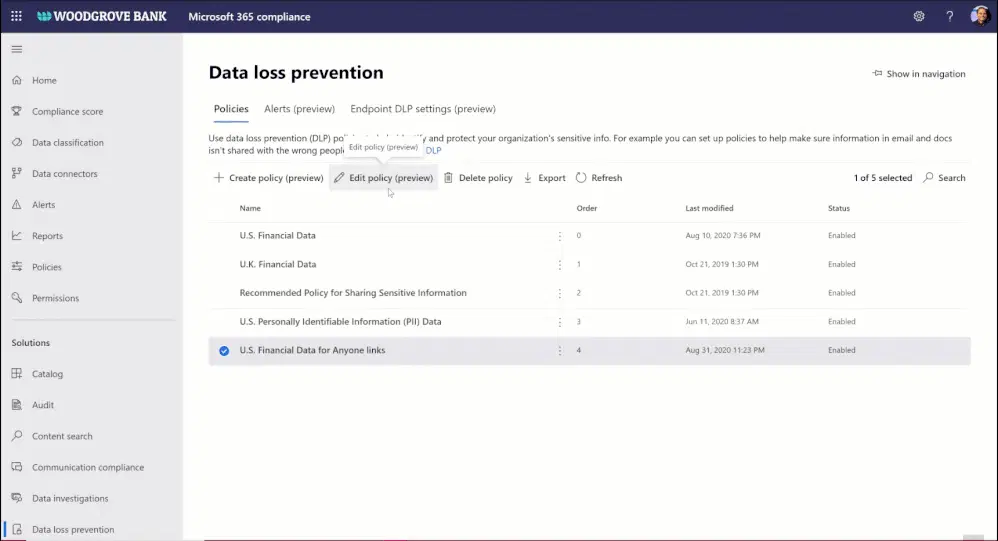 WOODGROVE BANK Microsoft 365 compliance ?
Home
Compliance score
Data classification
Data connectors
Alerts
Reports
Policies
Permissions
Solutions
Catalog
Audit
Content search
Communication compliance
Data investigations
Data loss prevention
Data loss prevention
Show in navigation
Policies Alerts (preview) Endpoint DLP settings (preview)
Use data loss prevention (DLP) and protect your organization's sensitive info. For example you can set up policies to help make sure information in email and docs
isn't shared with the wrong DLP
Edit policy (preview)
Create policy (preview) Edit policy (preview) Delete policy Export Refresh 1 of 5 selected Search
Name Order Last modified Status
U.S. Financial Data 0 Aug 10, 2020 7:36 PM Enabled
U.K. Financial Data 1 Oct 21, 2019 1:30 PM Enabled
Recommended Policy for Sharing Sensitive Information 2 Oct 21, 2019 1:30 PM Enabled
U.S. Personally Identifiable Information (PII) Data 3 Jun 11, 2020 8:37 AM Enabled
U.S. Financial Data for Anyone links 4 Aug 31, 2020 11:23 PM Enabled